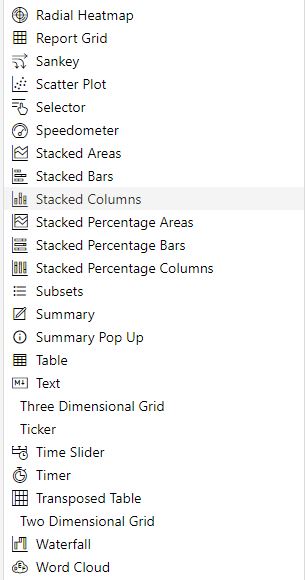 Radial Heatmap
Report Grid
Sankey
Scatter Plot
Selector
Speedometer
Stacked Areas
Stacked Bars
Stacked Columns
Stacked Percentage Areas
Stacked Percentage Bars
Stacked Percentage Columns
Subsets
Summary
Summary Pop Up
Table
Text
Three Dimensional Grid
Ticker
Time Slider
Timer
Transposed Table
Two Dimensional Grid
Waterfall
Word Cloud